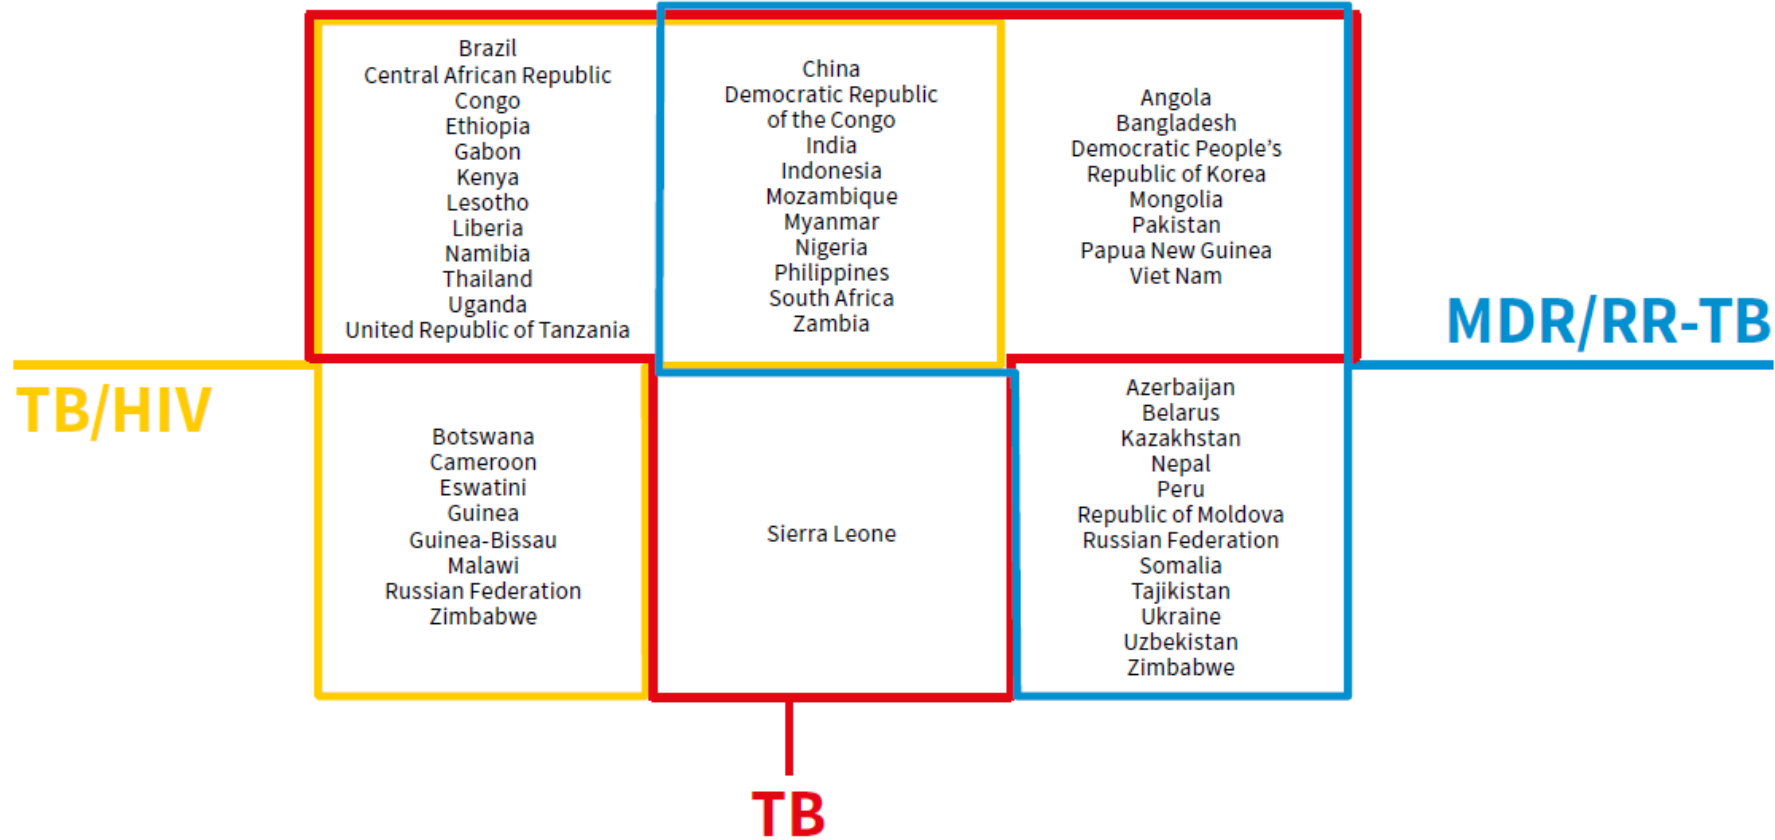 Brazil
Central African Republic
Congo
Ethiopia
Gabon
Kenya
Lesotho
Liberia
Namibia
Thailand
Uganda
United Republic of Tanzania
China
Democratic Republic
of the Congo
India
Indonesia
Mozambique
Myanmar
Nigeria
Philippines
South Africa
Zambia
Angola
Bangladesh
Democratic People’s
Republic of Korea
Mongolia
Pakistan
Papua New Guinea
Viet Nam
MDR/RR-TB
TB/HIV
Botswana
Cameroon
Eswatini
Guinea
Guinea-Bissau
Malawi
Russian Federation
Zimbabwe
Sierra Leone
Azerbaijan
Belarus
Kazakhstan
Nepal
Peru
Republic of Moldova
Russian Federation
Somalia
Tajikistan
Ukraine
Uzbekistan
Zimbabwe
TB